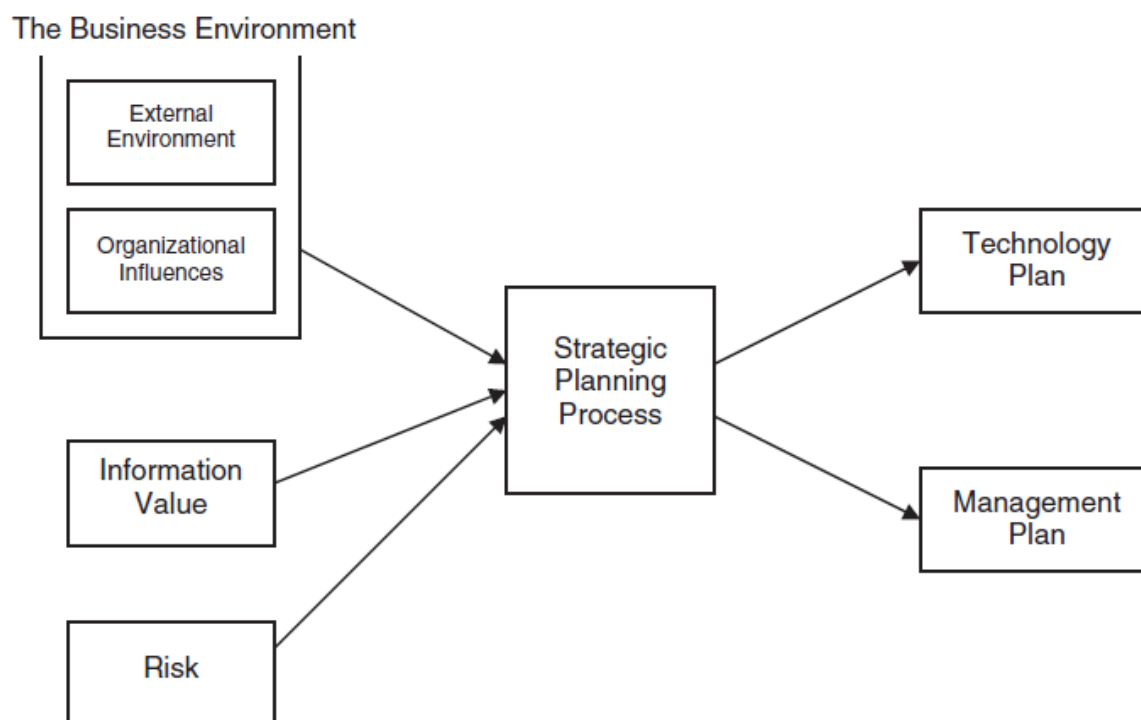 The Business Environment
External
Environment
Organizational
Influences
Information
Value
Risk
Strategic
Planning
Process
Technology
Plan
Management
Plan